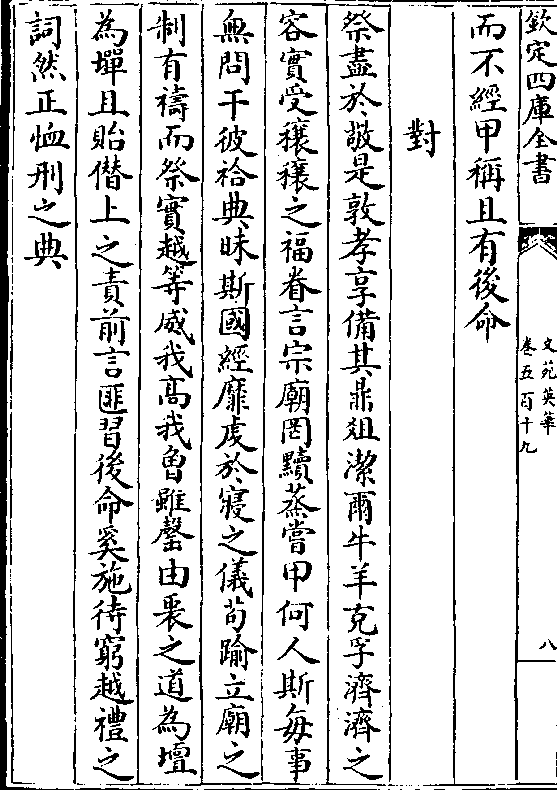 欽定四庫全書
文苑英華
卷五百十九
八
而不經甲稱且有後命
對
祭盡於敬是敦孝享備其鼎俎潔爾牛羊克孚濟濟之
容實受穰穰之福眷言宗廟罔黷蒸嘗甲何人斯每事
無問干彼祫典昧斯國經靡虔於寢之儀苟踰立廟之
制有禱而祭實越等威我高我曾雖罄由衷之道為壇
為墠且貽僭上之責前言匪習後命奚施待窮越禮之
詞然正恤刑之典